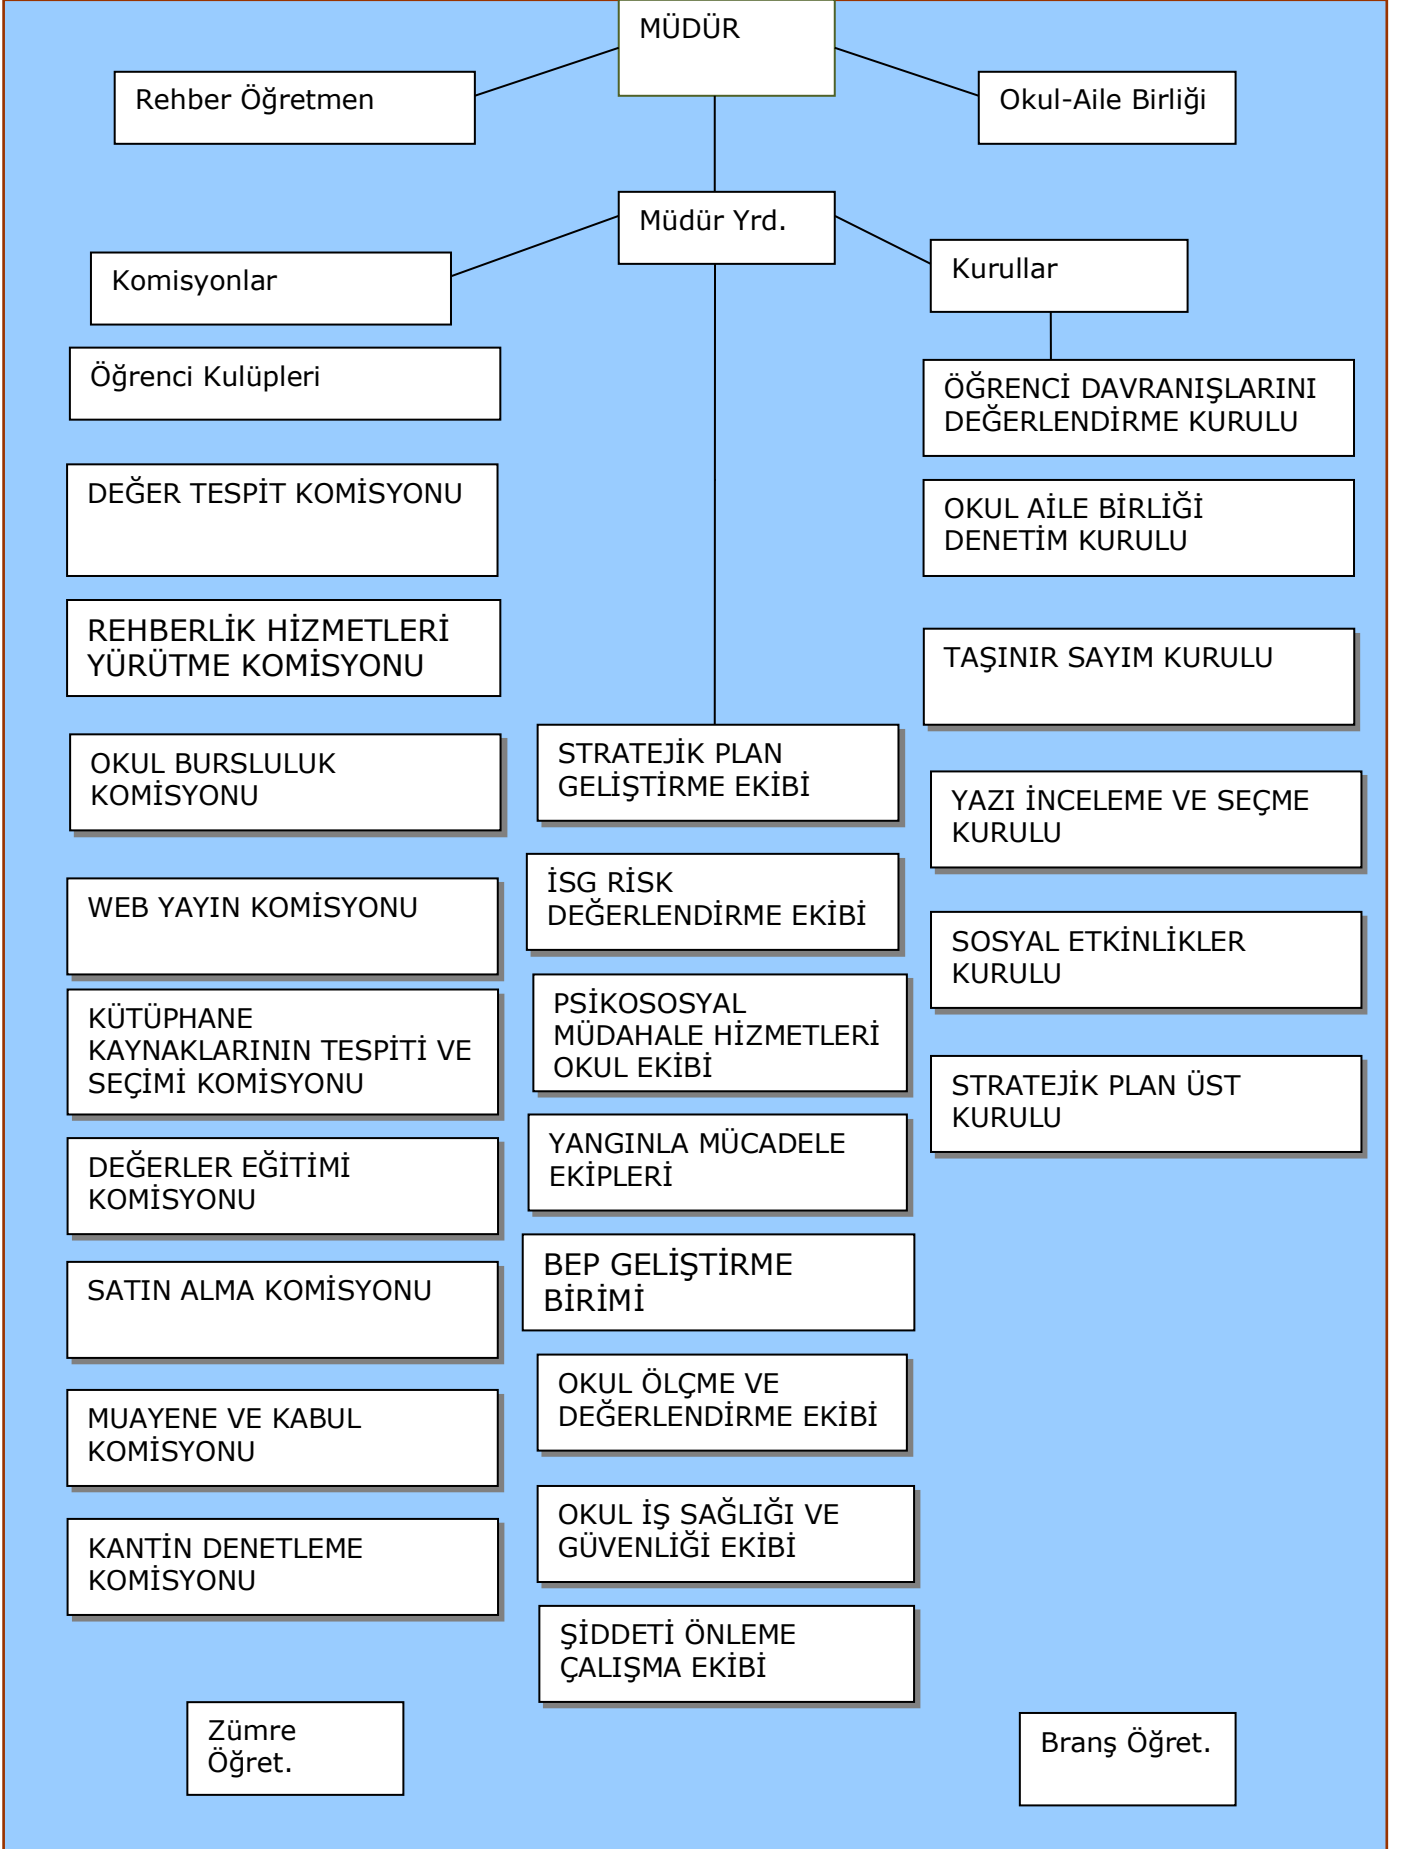 MÜDÜR
Rehber Öğretmen
Okul-Aile Birliği
Müdür Yrd.
Komisyonlar
Kurullar
Öğrenci Kulüpleri
DEĞER TESPİT KOMİSYONU
REHBERLİK HİZMETLERİ
YÜRÜTME KOMİSYONU
OKUL BURSLULUK
KOMİSYONU
WEB YAYIN KOMİSYONU
KÜTÜPHANE
KAYNAKLARININ TESPİTİ VE
SEÇİMİ KOMİSYONU
DEĞERLER EĞİTİMİ
KOMİSYONU
SATIN ALMA KOMİSYONU
MUAYENE VE KABUL
KOMİSYONU
KANTİN DENETLEME
KOMİSYONU
STRATEJİK PLAN
GELİŞTİRME EKİBİ
İSG RİSK
DEĞERLENDİRME EKİBİ
PSİKOSOSYAL
MÜDAHALE HİZMETLERİ
OKUL EKİBİ
YANGINLA MÜCADELE
EKİPLERİ
BEP GELİŞTİRME
BİRİMİ
OKUL ÖLÇME VE
DEĞERLENDİRME EKİBİ
OKUL İŞ SAĞLIĞI VE
GÜVENLİĞİ EKİBİ
ŞİDDETİ ÖNLEME
ÇALIŞMA EKİBİ
ÖĞRENCİ DAVRANIŞLARINI
DEĞERLENDİRME KURULU
OKUL AİLE BİRLİĞİ
DENETİM KURULU
TAŞINIR SAYIM KURULU
YAZI İNCELEME VE SEÇME
KURULU
SOSYAL ETKİNLİKLER
KURULU
STRATEJİK PLAN ÜST
KURULU
Zümre
Öğret.
Branş Öğret.